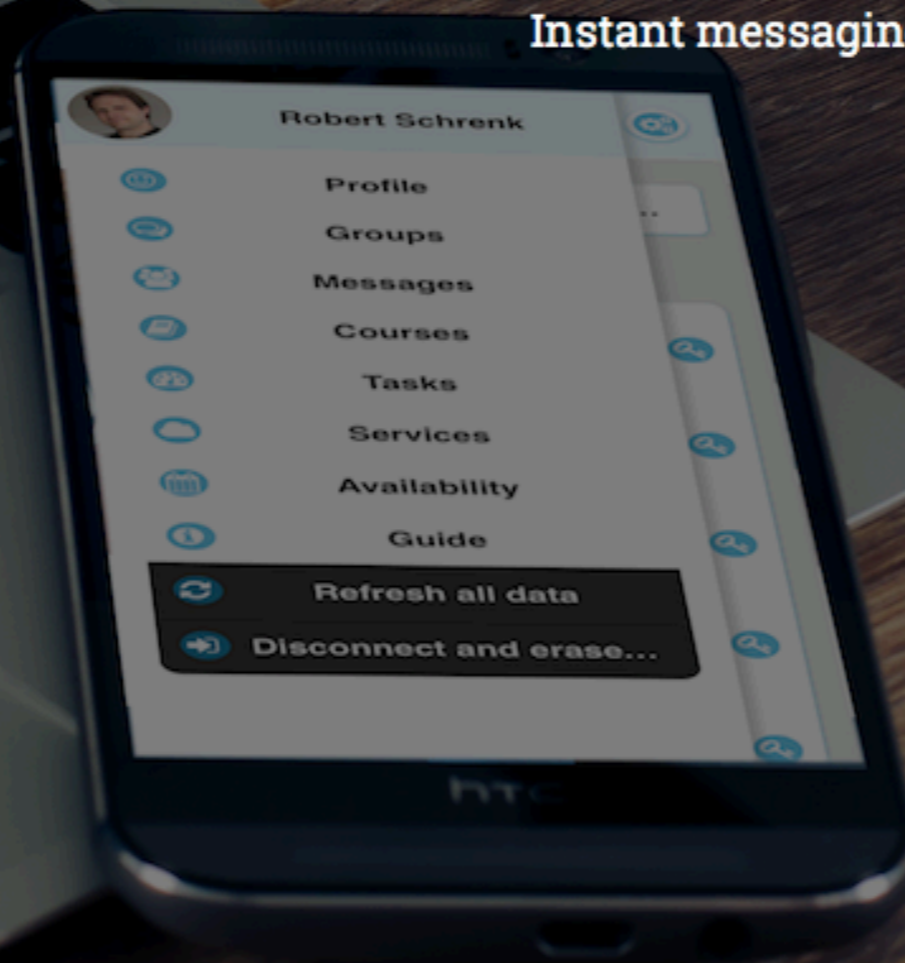 Instant messagin
Robert Schrenk
Profile
Groups
Messages
Courses
Tasks
Services
Availability
Guide
Refresh all data
Disconnect and erase...
hTC